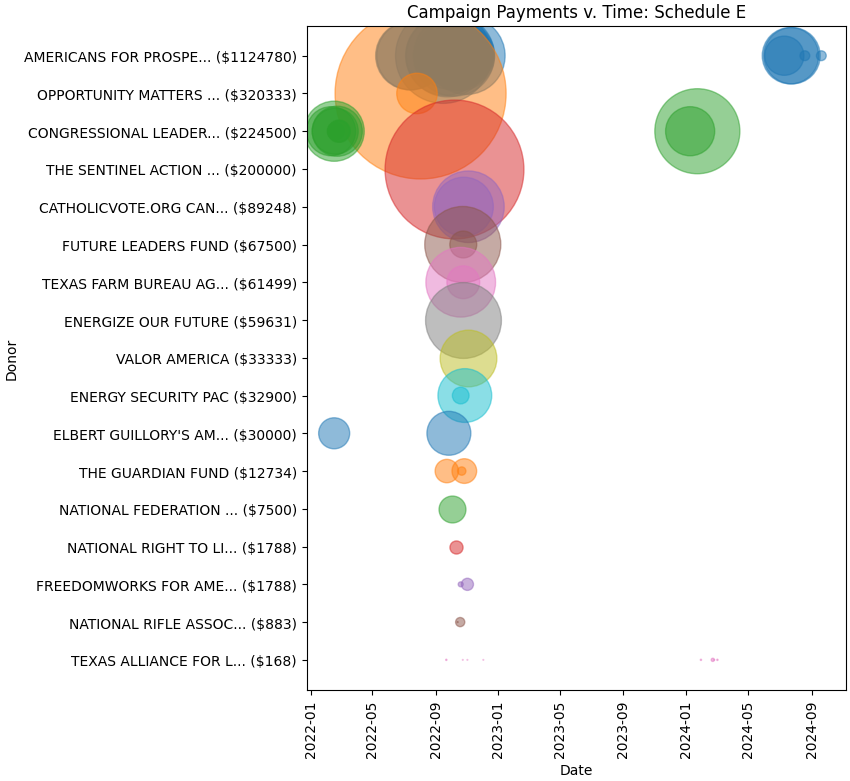 Campaign Payments v. Time: Schedule E
AMERICANS FOR PROSPE... ($1124780)
OPPORTUNITY MATTERS ... ($320333)
CONGRESSIONAL LEADER... ($224500)
THE SENTINEL ACTION ... ($200000)
CATHOLICVOTE.ORG CAN... ($89248)
FUTURE LEADERS FUND ($67500)
TEXAS FARM BUREAU AG... ($61499)
ENERGIZE OUR FUTURE ($59631)
VALOR AMERICA ($33333)
ENERGY SECURITY PAC ($32900)
ELBERT GUILLORY'S AM... ($30000)
THE GUARDIAN FUND ($12734)
NATIONAL FEDERATION ... ($7500)
NATIONAL RIGHT TO LI... ($1788)
FREEDOMWORKS FOR AME... ($1788)
NATIONAL RIFLE ASSOC... ($883)
TEXAS ALLIANCE FOR L... ($168)
Donor
2022-01
2022-05
2022-09
2023-01
2023-05
2023-09
2024-01
2024-05
2024-09
Date